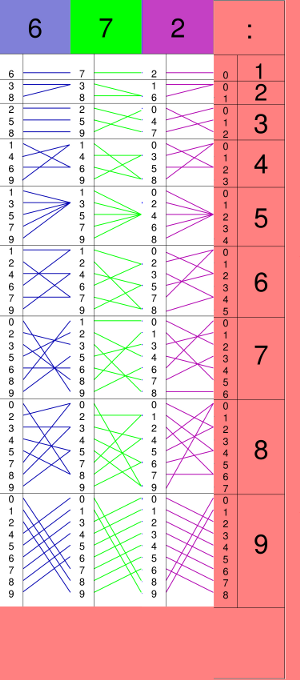 6 7 2 :
6 7 2 0 1
3 3 1 0 2
8 8 6 1
2 2 0 0
5 5 4 1 3
8 9 7 2
1 1 0 0
4 4 3 1 4
6 6 5 2
9 9 8 3
1 1 0 0
3 3 2 1
5 5 4 2 5
7 7 6 3
9 9 8 4
1 1 0 0
2 2 2 1
4 4 3 2 6
6 6 5 3
7 7 7 4
9 9 8 5
0 1 0 0
2 2 1 1
3 3 3 2
5 5 4 3 7
6 6 6 4
8 8 7 5
9 9 8 6
0 0 0 0
2 2 1 1
3 3 2 2
4 4 4 3 8
5 5 5 4
7 7 6 5
8 8 7 6
9 9 9 7
0 0 0 0
1 1 1 1
2 3 2 2
4 4 3 3
5 5 4 4 9
6 6 5 5
7 7 6 6
8 8 8 7
9 9 9 8